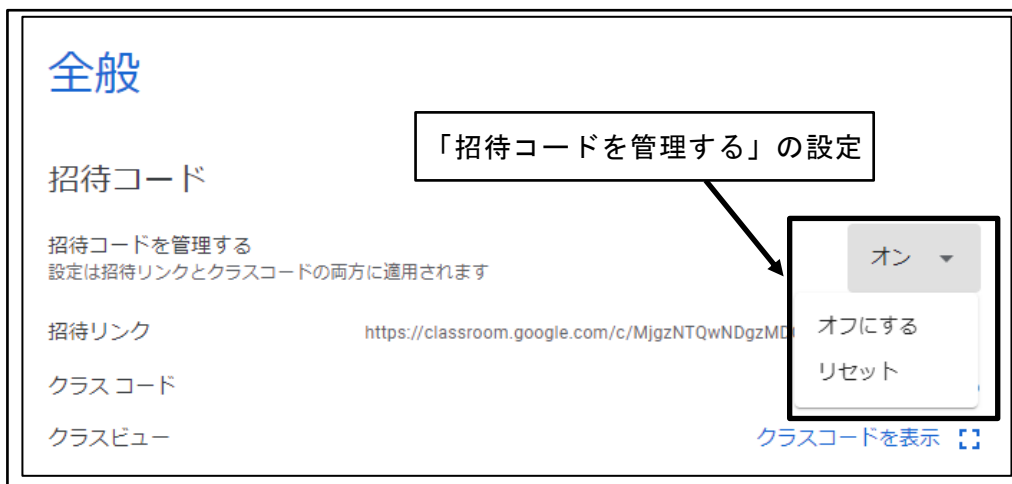 全般
「招待コードを管理する」の設定
招待コード
招待コードを管理する
設定は招待リンクとクラスコードの両方に適用されます
オン
招待リンク
https://classroom.google.com/c/MjgzNTQwNDgzMD
オフにする
リセット
クラス コード
クラスビュー
クラスコードを表示